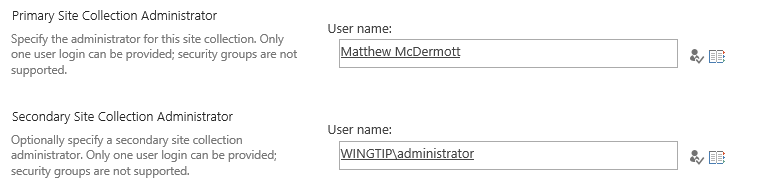 Primary Site Collection Administrator
Specify the administrator for this site collection. Only
one user login can be provided; security groups are not
supported.
User name:
Matthew McDermott
Secondary Site Collection Administrator
Optionally specify a secondary site collection
administrator. Only one user login can be provided;
security groups are not supported.
User name:
WINGTIP\administrator